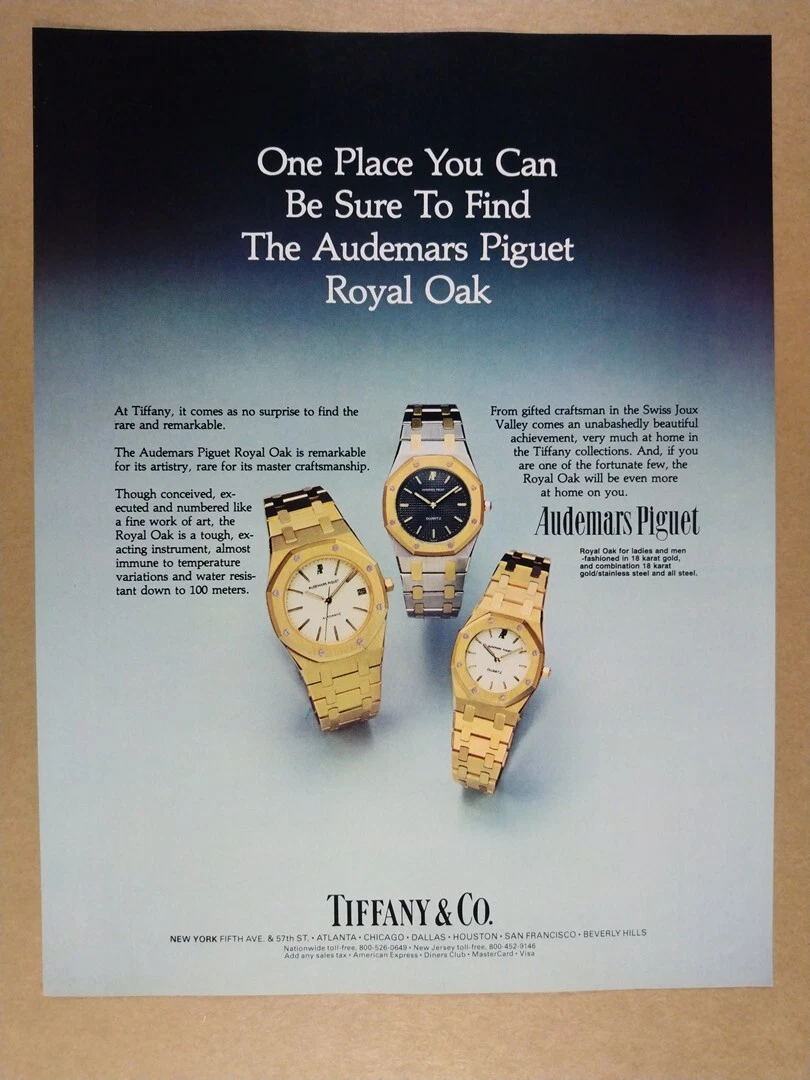 One Place You Can
Be Sure To Find
The Audemars Piguet
Royal Oak
At Tiffany, it comes as no surprise to find the
rare and remarkable.
The Audemars Piguet Royal Oak is remarkable
for its artistry, rare for its master craftsmanship.
Though conceived, ex-
ecuted and numbered like
a fine work of art, the
Royal Oak is a tough, ex-
acting instrument, almost
immune to temperature
variations and water resis-
tant down to 100 meters.
From gifted craftsman in the Swiss Joux
Valley comes an unabashedly beautiful
achievement, very much at home in
the Tiffany collections. And, if you
are one of the fortunate few, the
Royal Oak will be even more
at home on you.
Audemars Piguet
Royal Oak for ladies and men
-fashioned in 18 karat gold,
and combination 18 karat
gold/stainless steel and all steel.
AUDEMARS PIGUET
QUARTZ
AUDEMARS PIGUET
AUTOMATIC
AUDEMARS PIGUET
QUARTZ
TIFFANY & CO.
NEW YORK FIFTH AVE. & 57th ST. • ATLANTA • CHICAGO • DALLAS • HOUSTON • SAN FRANCISCO • BEVERLY HILLS
Nationwide toll-free, 800-526-0649 • New Jersey toll-free, 800-452-9146
Add any sales tax • American Express • Diners Club • MasterCard • Visa